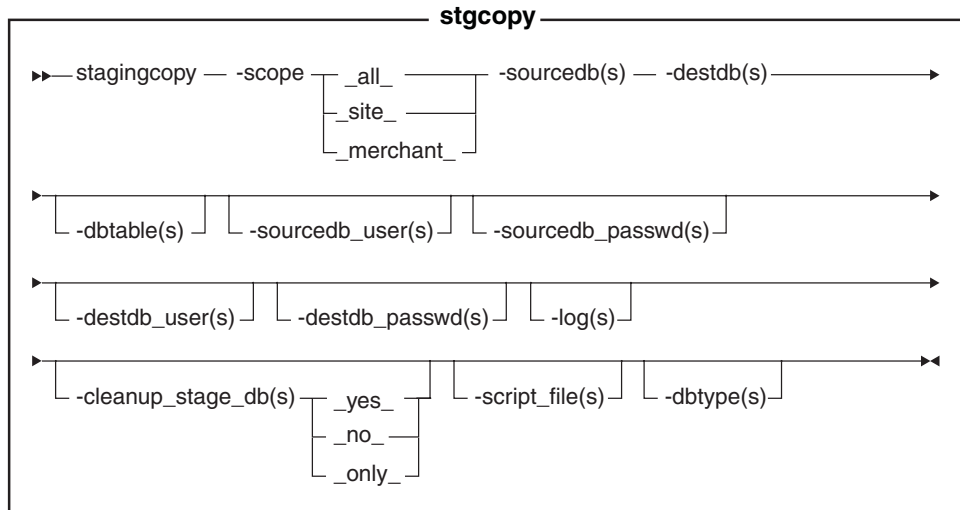 stgcopy
stagingcopy -scope _all_ -sourcedb(s) -destdb(s)
_site_
_merchant_
-dbtable(s) -sourcedb_user(s) -sourcedb_passwd(s)
-destdb_user(s) -destdb_passwd(s) -log(s)
-cleanup_stage_db(s) _yes_ -script_file(s) -dbtype(s)
_no_
_only_